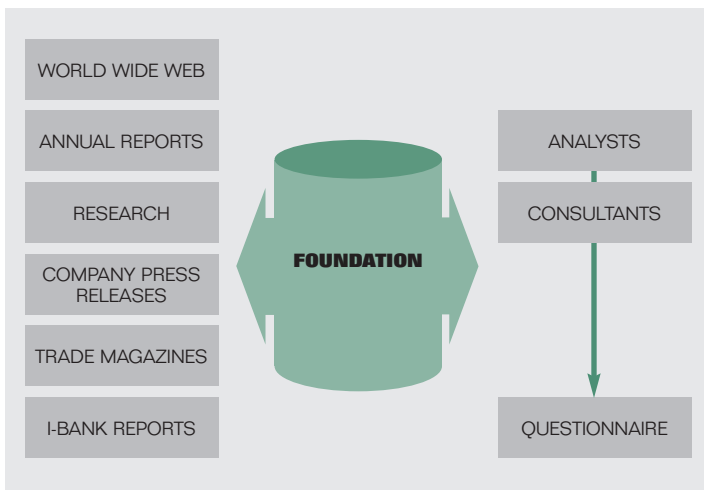 WORLD WIDE WEB
ANNUAL REPORTS
RESEARCH
COMPANY PRESS
RELEASES
TRADE MAGAZINES
I-BANK REPORTS
FOUNDATION
ANALYSTS
CONSULTANTS
QUESTIONNAIRE